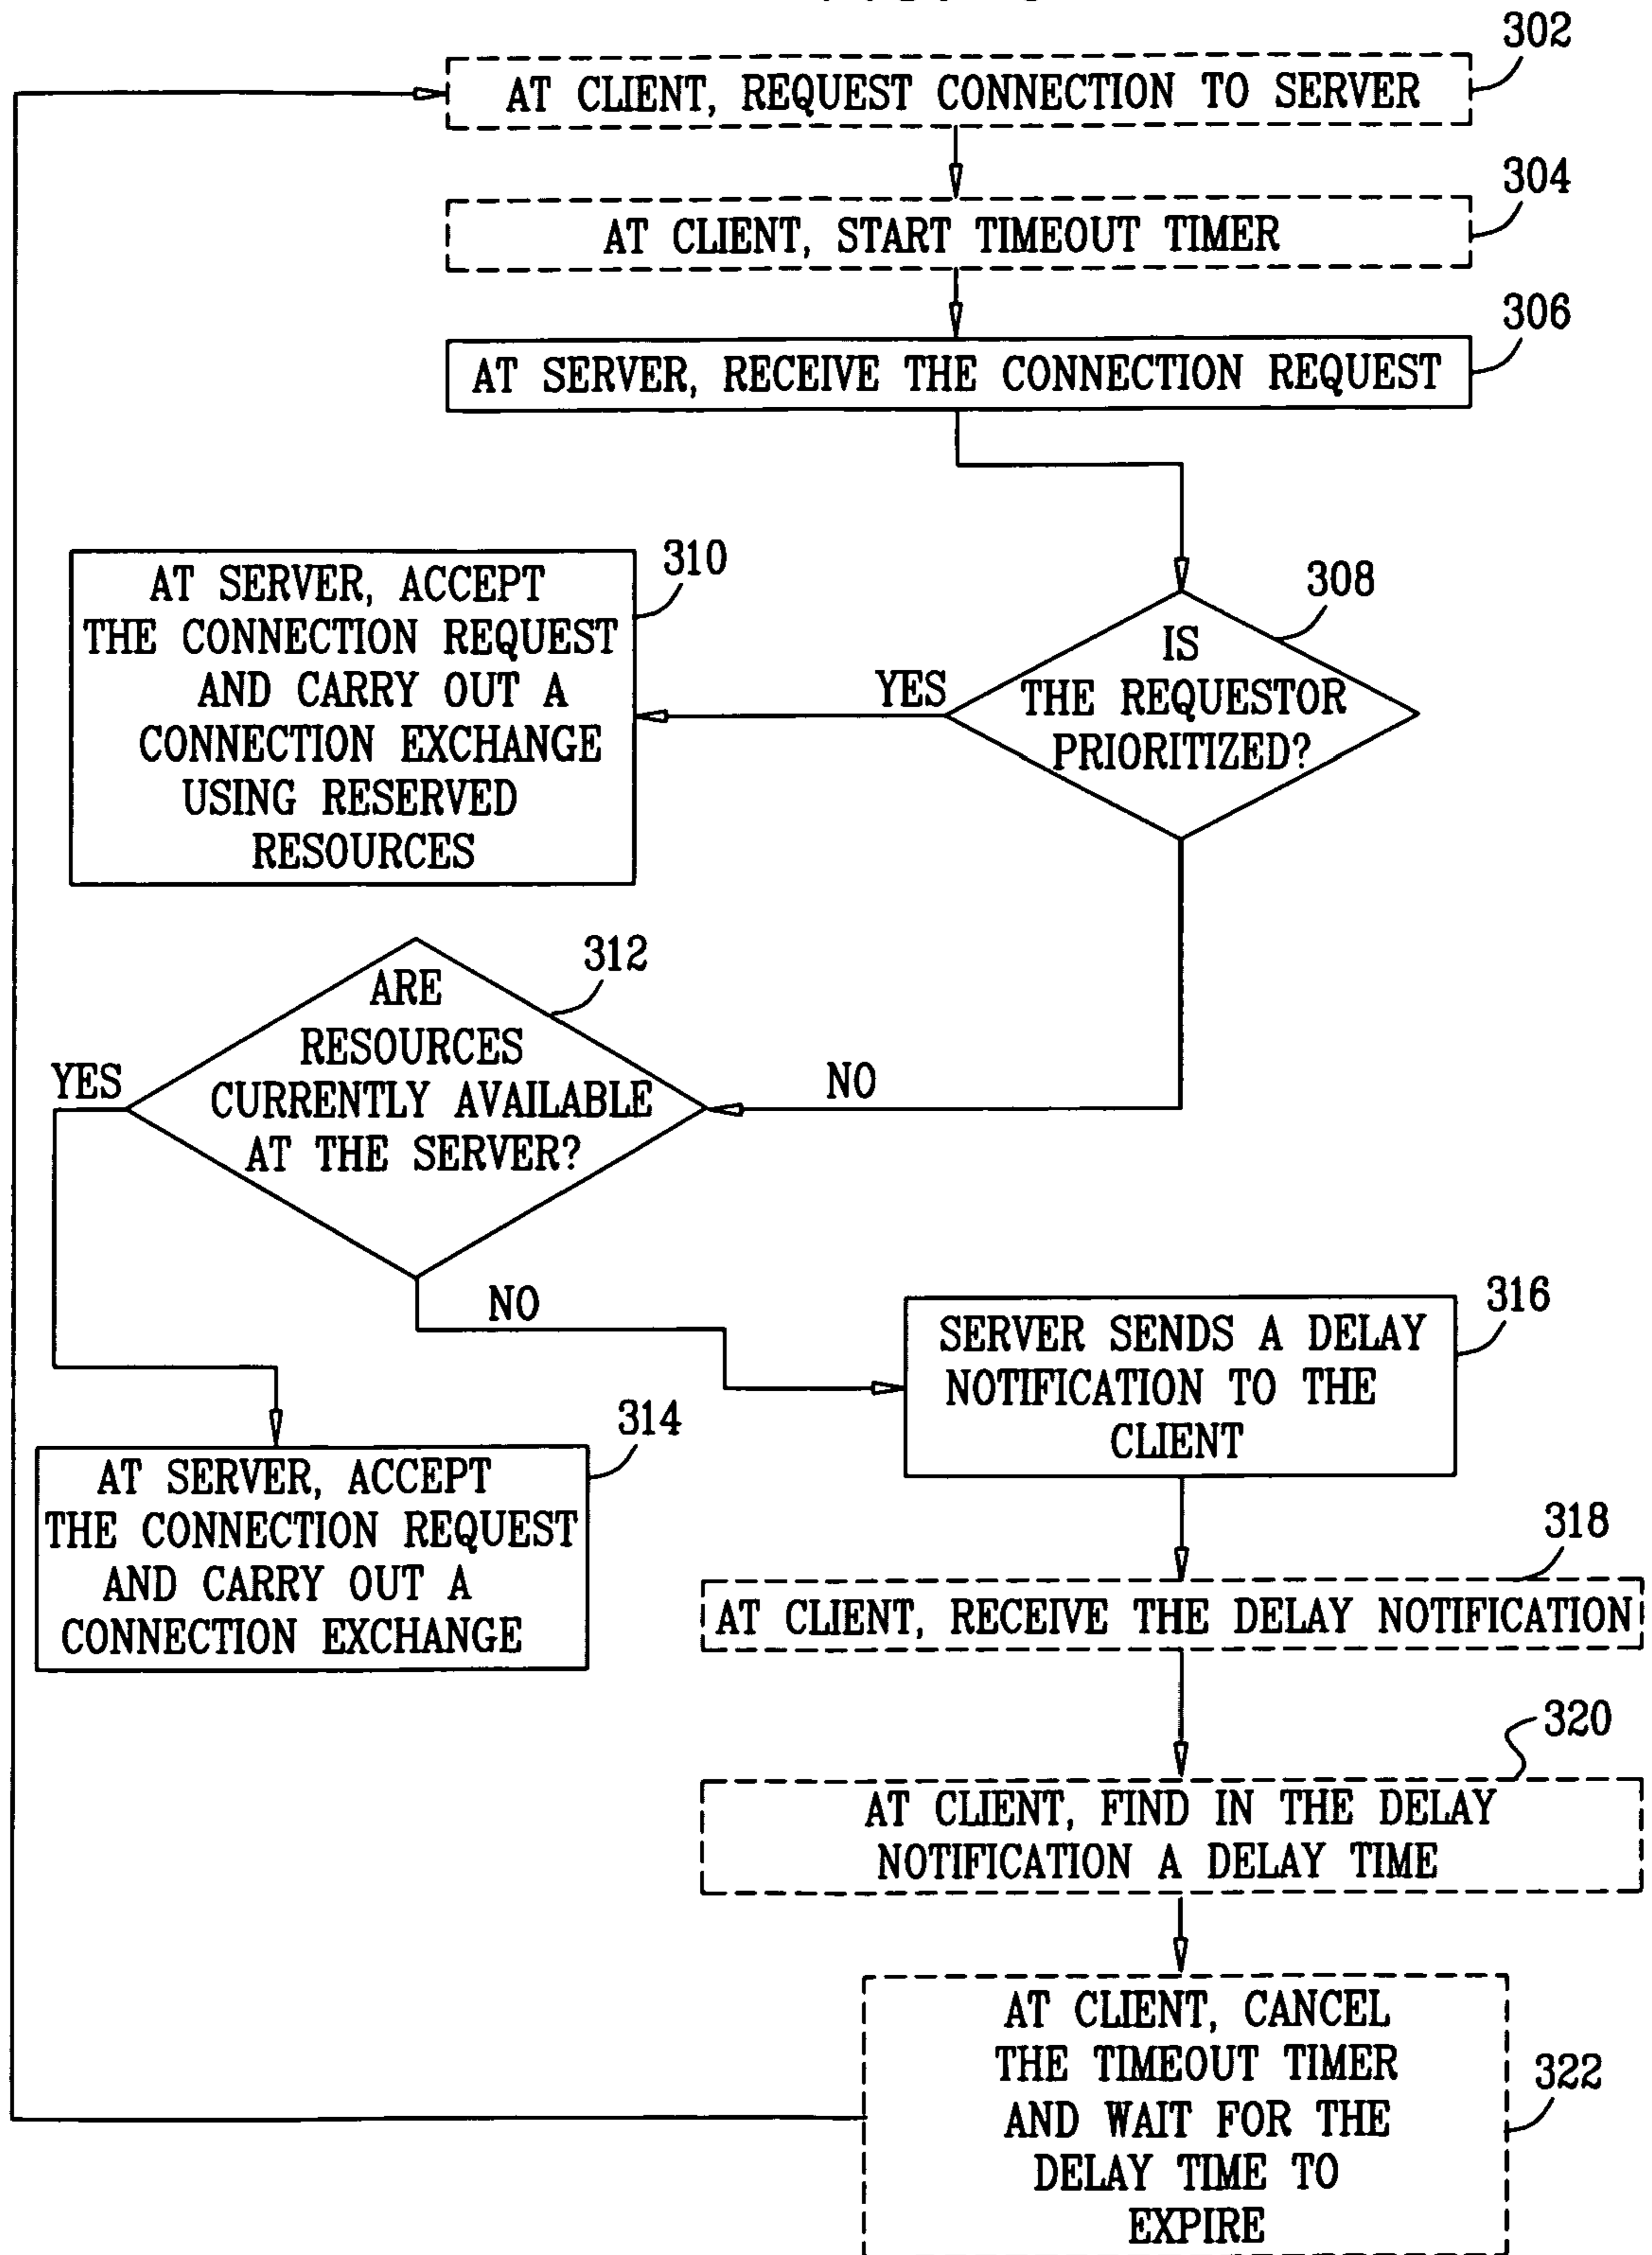 302
AT CLIENT, REQUEST CONNECTION TO SERVER
304
AT CLIENT, START TIMEOUT TIMER
306
AT SERVER, RECEIVE THE CONNECTION REQUEST
310
AT SERVER, ACCEPT
THE CONNECTION REQUEST
AND CARRY OUT A
CONNECTION EXCHANGE
USING RESERVED
RESOURCES
308
IS
THE REQUESTOR
PRIORITIZED?
YES
312
ARE
RESOURCES
CURRENTLY AVAILABLE
AT THE SERVER?
YES
NO
NO
316
SERVER SENDS A DELAY
NOTIFICATION TO THE
CLIENT
314
AT SERVER, ACCEPT
THE CONNECTION REQUEST
AND CARRY OUT A
CONNECTION EXCHANGE
318
AT CLIENT, RECEIVE THE DELAY NOTIFICATION
320
AT CLIENT, FIND IN THE DELAY
NOTIFICATION A DELAY TIME
322
AT CLIENT, CANCEL
THE TIMEOUT TIMER
AND WAIT FOR THE
DELAY TIME TO
EXPIRE